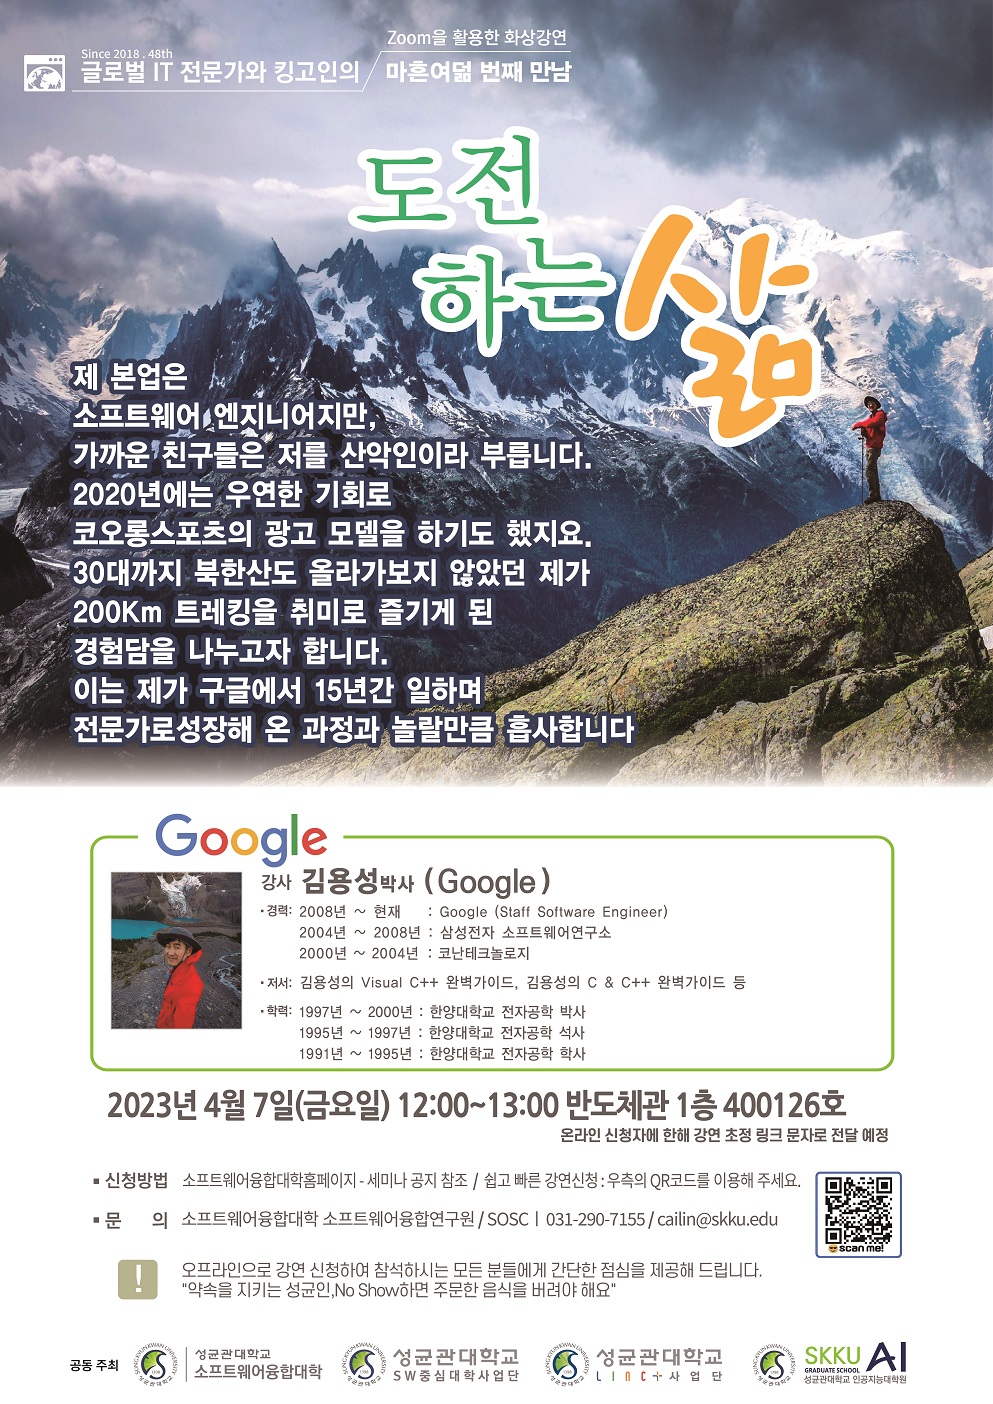 Zoom을 활용한 화상강연
Since 2018 . 48th
글로벌 IT 전문가와 킹고인의 / 마흔여덟 번째 만남
도전
하는 삶
제 본업은
소프트웨어 엔지니어지만,
가까운 친구들은 저를 산악인이라 부릅니다.
2020년에는 우연한 기회로
코오롱스포츠의 광고 모델을 하기도 했지요.
30대까지 북한산도 올라가보지 않았던 제가
200Km 트레킹을 취미로 즐기게 된
경험담을 나누고자 합니다.
이는 제가 구글에서 15년간 일하며
전문가로성장해 온 과정과 놀랄만큼 흡사합니다
Google
강사 김용성박사 (Google)
·경력: 2008년 ~ 현재 : Google (Staff Software Engineer)
2004년 ~ 2008년 : 삼성전자 소프트웨어연구소
2000년 ~ 2004년 : 코난테크놀로지
·저서: 김용성의 Visual C++ 완벽가이드, 김용성의 C & C++ 완벽가이드 등
·학력: 1997년 ~ 2000년 : 한양대학교 전자공학 박사
1995년 ~ 1997년 : 한양대학교 전자공학 석사
1991년 ~ 1995년 : 한양대학교 전자공학 학사
2023년 4월 7일(금요일) 12:00~13:00 반도체관 1층 400126호
온라인 신청자에 한해 강연 초정 링크 문자로 전달 예정
▪ 신청방법 소프트웨어융합대학홈페이지 - 세미나 공지 참조 / 쉽고 빠른 강연신청 : 우측의 QR코드를 이용해 주세요.
▪ 문 의 소프트웨어융합대학 소프트웨어융합연구원 / SOSC ㅣ 031-290-7155 / cailin@skku.edu
scan me!
! 오프라인으로 강연 신청하여 참석하시는 모든 분들에게 간단한 점심을 제공해 드립니다.
"약속을 지키는 성균인,No Show하면 주문한 음식을 버려야 해요"
공동 주최
성균관대학교
소프트웨어융합대학
성균관대학교
SW중심대학사업단
성균관대학교
LINC+사업단
SKKU AI
GRADUATE SCHOOL
성균관대학교 인공지능대학원